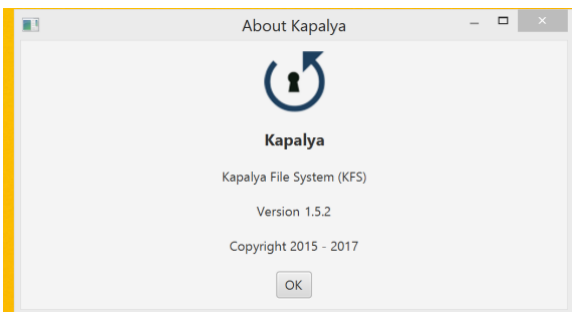 About Kapalya
Kapalya
Kapalya File System (KFS)
Version 1.5.2
Copyright 2015 - 2017
OK